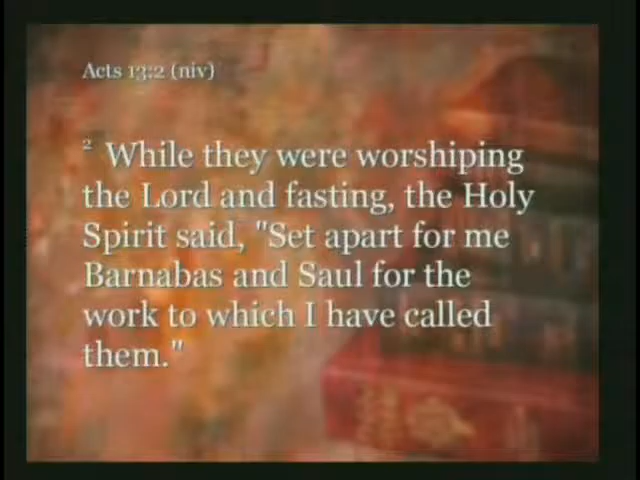 Acts 13:2 (niv)
2 While they were worshiping
the Lord and fasting, the Holy
Spirit said, "Set apart for me
Barnabas and Saul for the
work to which I have called
them."